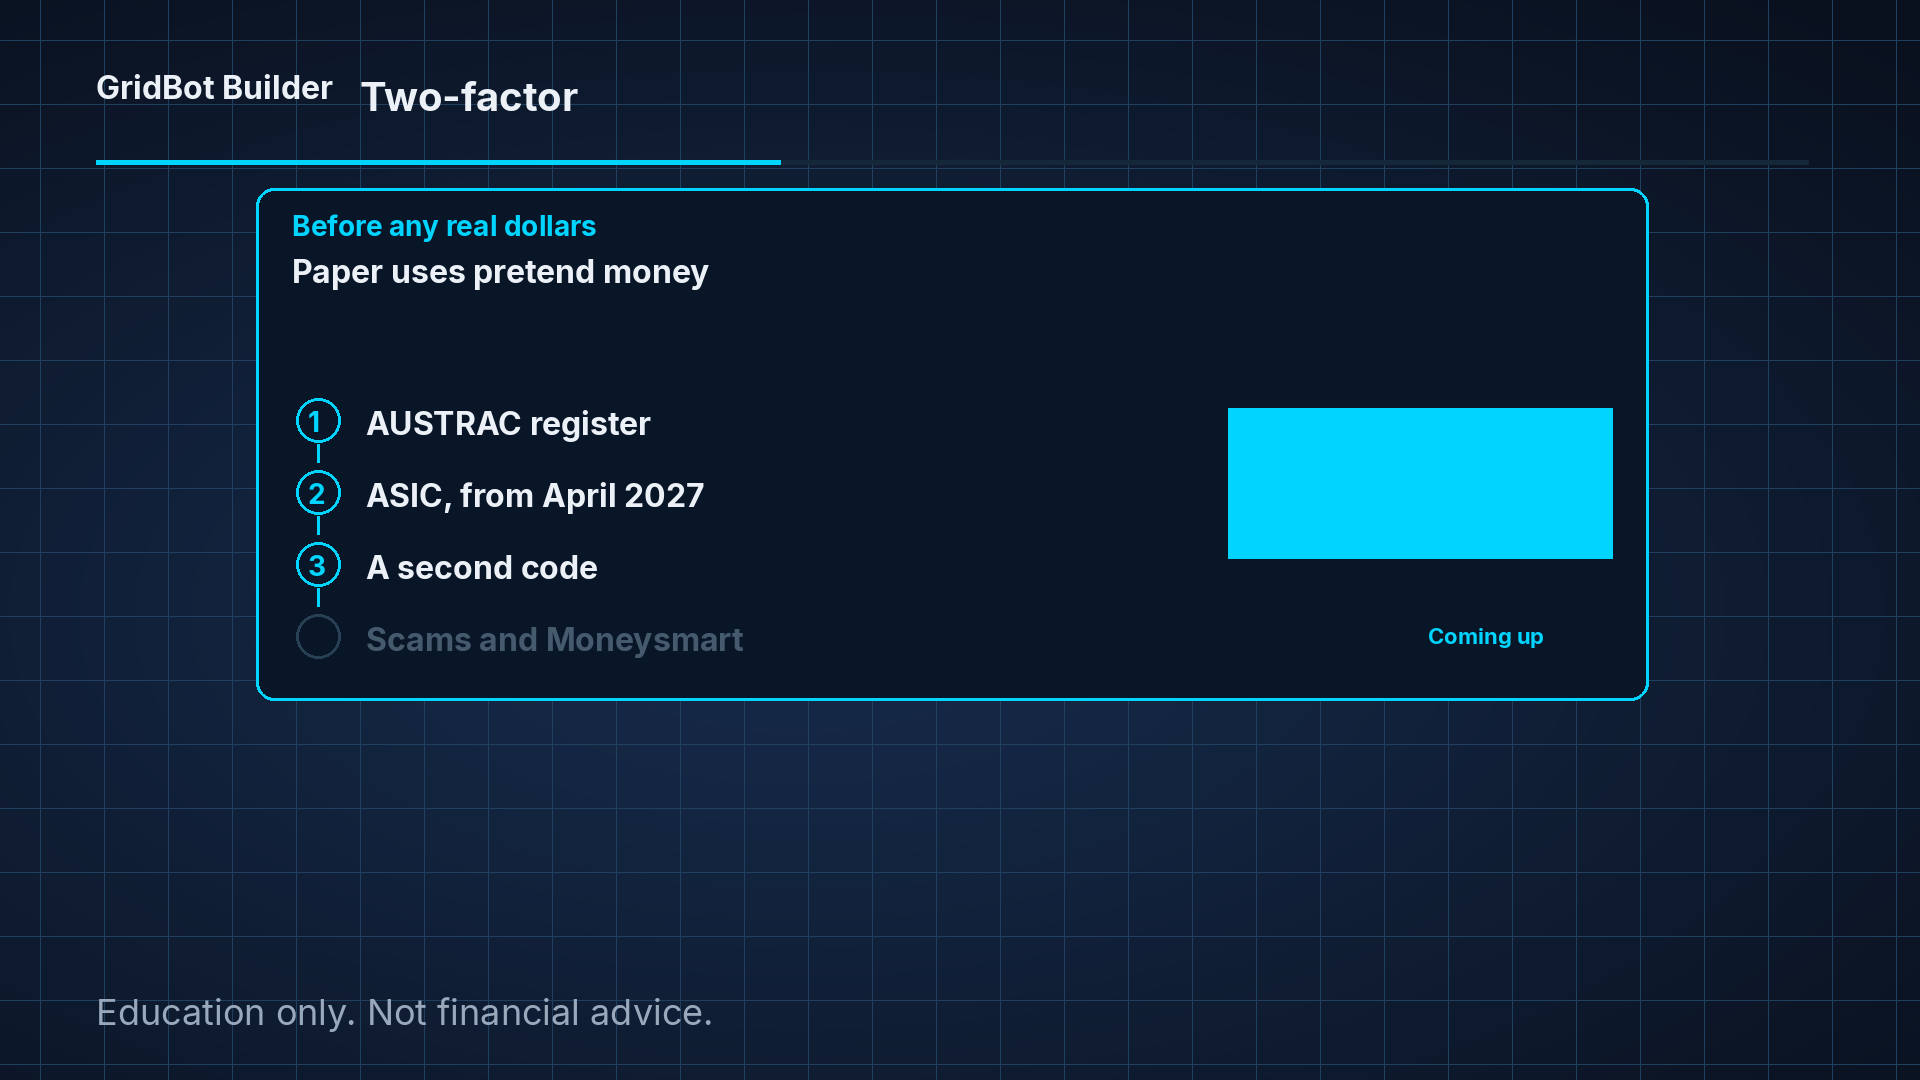 GridBot Builder
Two-factor
Before any real dollars
Paper uses pretend money
1 AUSTRAC register
2 ASIC, from April 2027
3 A second code
Scams and Moneysmart
Coming up
Education only. Not financial advice.